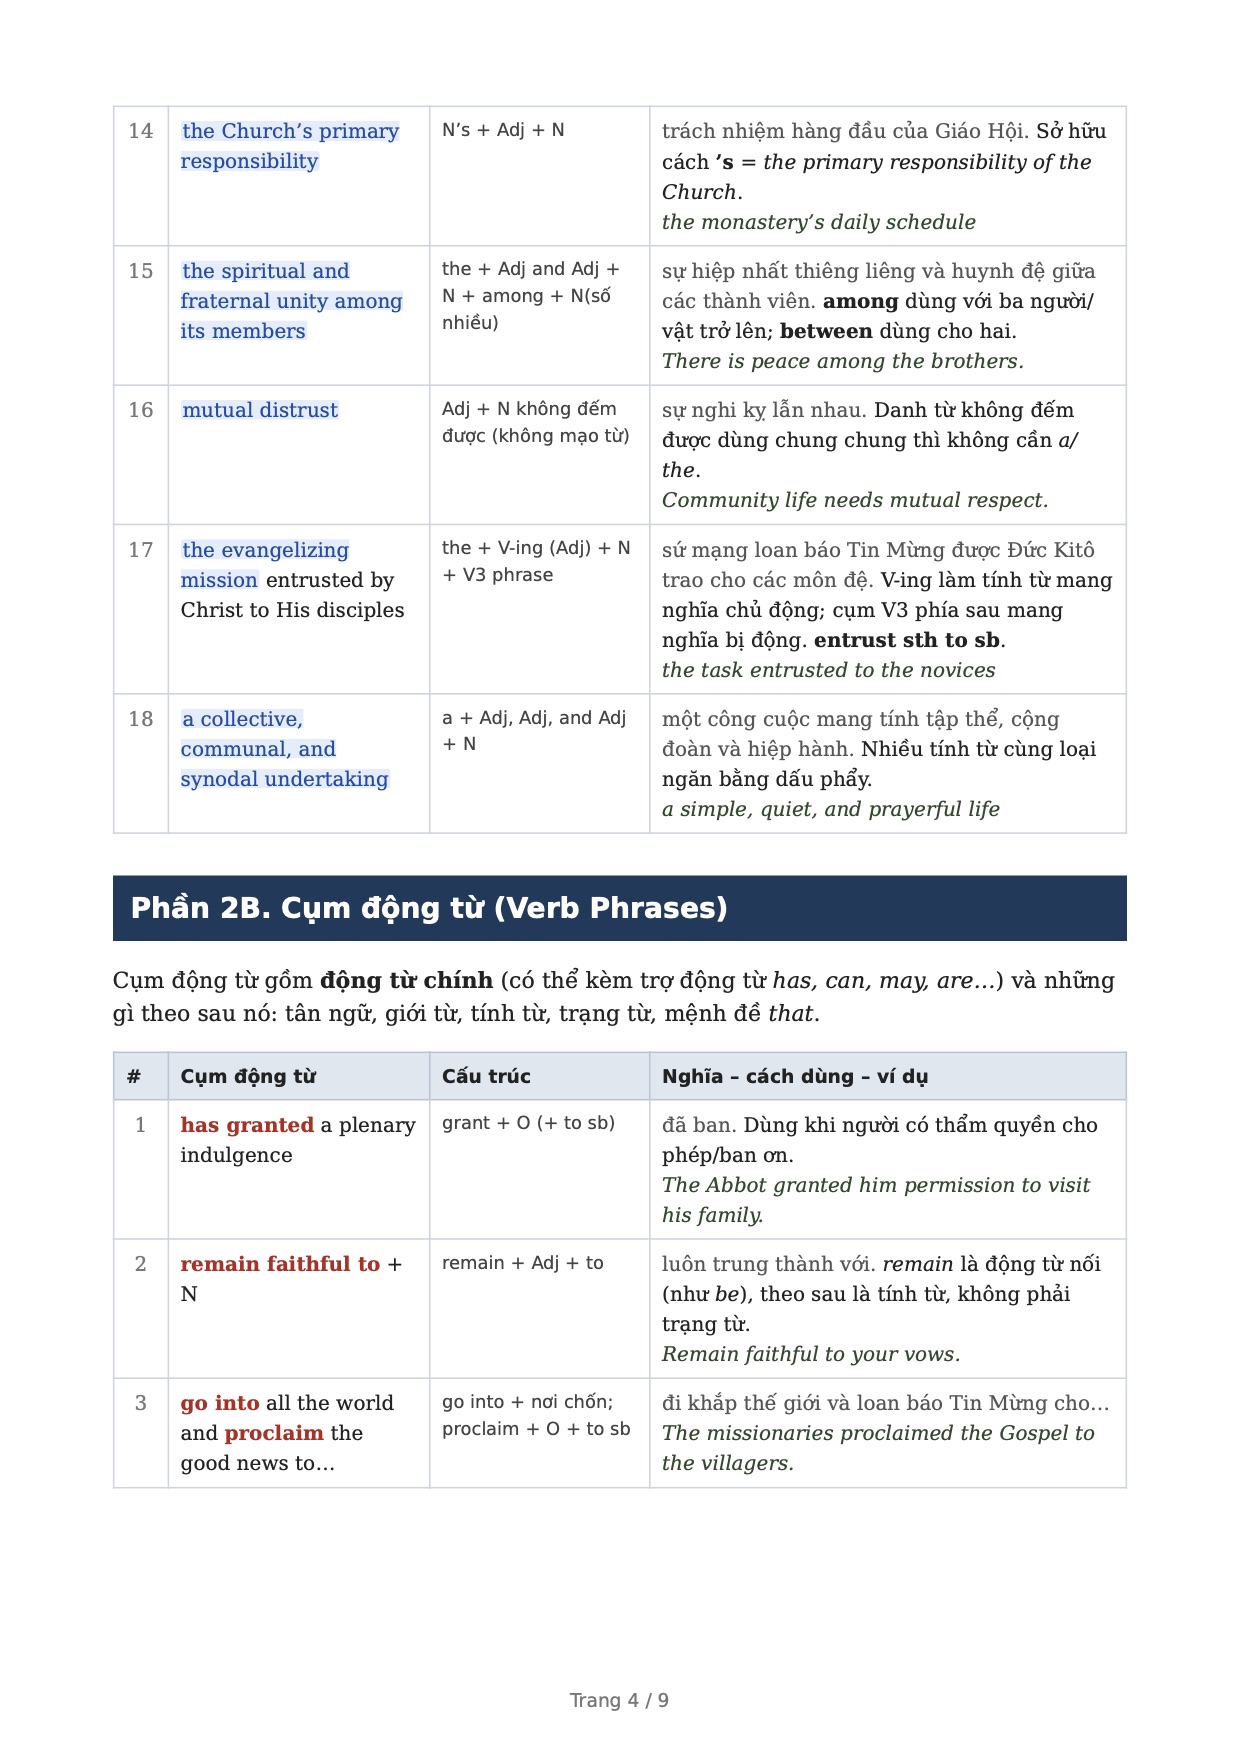 14
the Church’s primary
responsibility
N’s + Adj + N
trách nhiệm hàng đầu của Giáo Hội. Sở hữu
cách ’s = the primary responsibility of the
Church.
the monastery’s daily schedule
15
the spiritual and
fraternal unity among
its members
the + Adj and Adj +
N + among + N(số
nhiều)
sự hiệp nhất thiêng liêng và huynh đệ giữa
các thành viên. among dùng với ba người/
vật trở lên; between dùng cho hai.
There is peace among the brothers.
16
mutual distrust
Adj + N không đếm
được (không mạo từ)
sự nghi kỵ lẫn nhau. Danh từ không đếm
được dùng chung chung thì không cần a/
the.
Community life needs mutual respect.
17
the evangelizing
mission entrusted by
Christ to His disciples
the + V-ing (Adj) + N
+ V3 phrase
sứ mạng loan báo Tin Mừng được Đức Kitô
trao cho các môn đệ. V-ing làm tính từ mang
nghĩa chủ động; cụm V3 phía sau mang
nghĩa bị động. entrust sth to sb.
the task entrusted to the novices
18
a collective,
communal, and
synodal undertaking
a + Adj, Adj, and Adj
+ N
một công cuộc mang tính tập thể, cộng
đoàn và hiệp hành. Nhiều tính từ cùng loại
ngăn bằng dấu phẩy.
a simple, quiet, and prayerful life
Phần 2B. Cụm động từ (Verb Phrases)
Cụm động từ gồm động từ chính (có thể kèm trợ động từ has, can, may, are…) và những
gì theo sau nó: tân ngữ, giới từ, tính từ, trạng từ, mệnh đề that.
#
Cụm động từ
Cấu trúc
Nghĩa – cách dùng – ví dụ
1
has granted a plenary
indulgence
grant + O (+ to sb)
đã ban. Dùng khi người có thẩm quyền cho
phép/ban ơn.
The Abbot granted him permission to visit
his family.
2
remain faithful to +
N
remain + Adj + to
luôn trung thành với. remain là động từ nối
(như be), theo sau là tính từ, không phải
trạng từ.
Remain faithful to your vows.
3
go into all the world
and proclaim the
good news to…
go into + nơi chốn;
proclaim + O + to sb
đi khắp thế giới và loan báo Tin Mừng cho…
The missionaries proclaimed the Gospel to
the villagers.
Trang 4 / 9